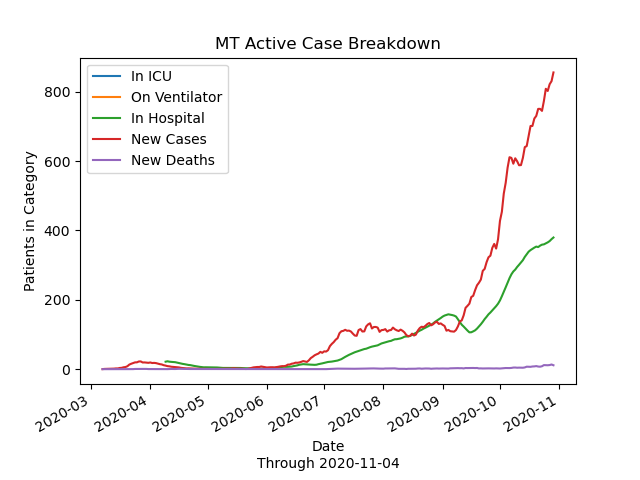 MT Active Case Breakdown
In ICU
On Ventilator
In Hospital
New Cases
New Deaths
Patients in Category
800
600
400
200
0
2020-03
2020-04
2020-05
2020-06
2020-07
2020-08
2020-09
2020-10
2020-11
Date
Through 2020-11-04